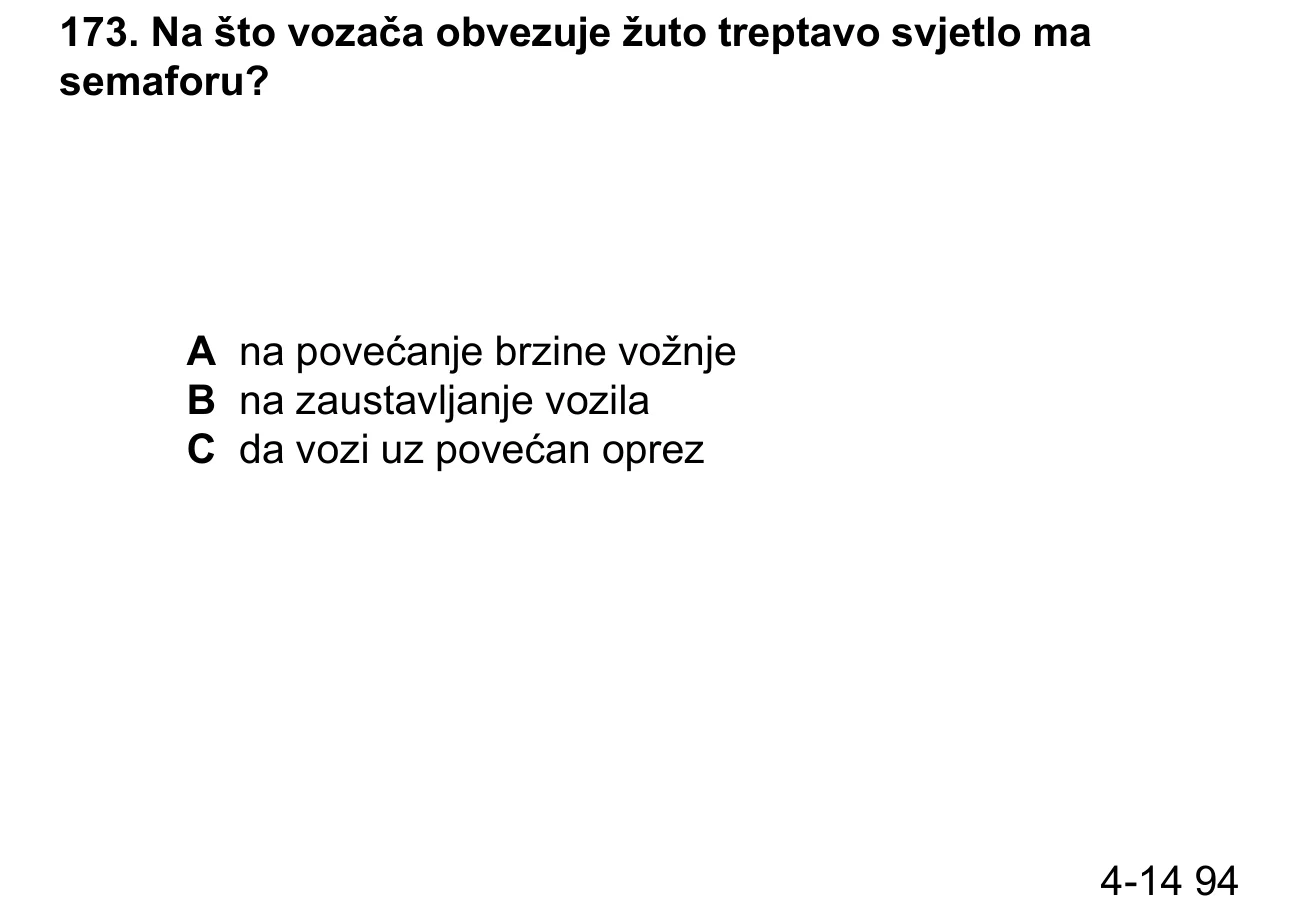 173. Na što vozača obvezuje žuto treptavo svjetlo ma
semaforu?
A na povećanje brzine vožnje
B na zaustavljanje vozila
C da vozi uz povećan oprez
4-14 94